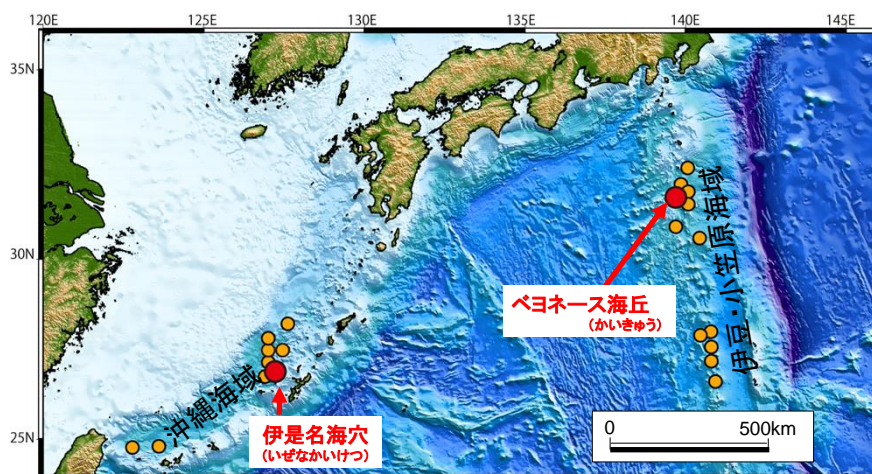 120E 125E 130E 135E 140E 145E
35N
30N
25N
伊豆・小笠原海域
ベヨネース海丘
(かいきゅう)
沖縄海域
伊是名海穴
(いぜなかいけつ)
0 500km